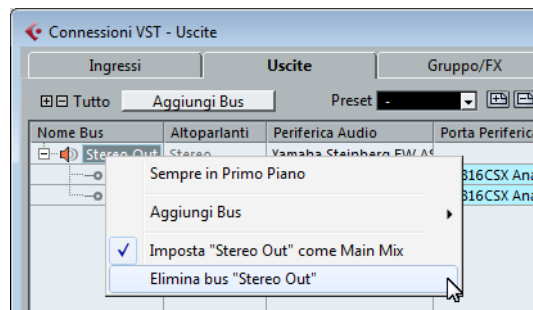 Connessioni VST - Uscite
Ingressi
Uscite
Gruppo/FX
Tutto
Aggiungi Bus
Preset
-
Nome Bus
Altoparlanti
Periferica Audio
Porta Periferica
Stereo Out
Stereo
Yamaha Steinberg FW AS
816CSX Ana
816CSX Ana
Sempre in Primo Piano
Aggiungi Bus
Imposta "Stereo Out" come Main Mix
Elimina bus "Stereo Out"